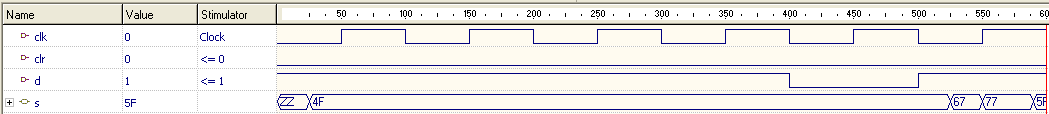 Name Value Stimulator 50 100 150 200 250 300 350 400 450 500 550 60
clk 0 Clock
clr 0 <= 0
d 1 <= 1
s 5F ZZ 4F 67 77 5F